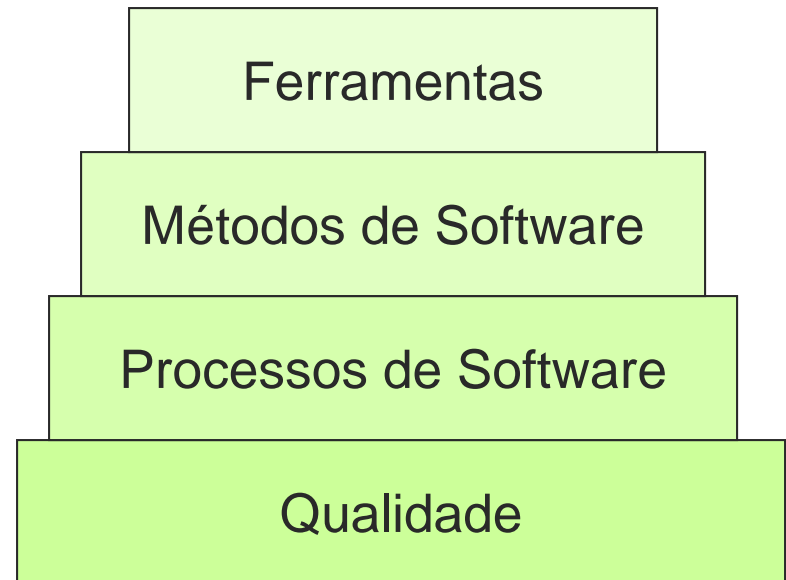 Ferramentas
Métodos de Software
Processos de Software
Qualidade